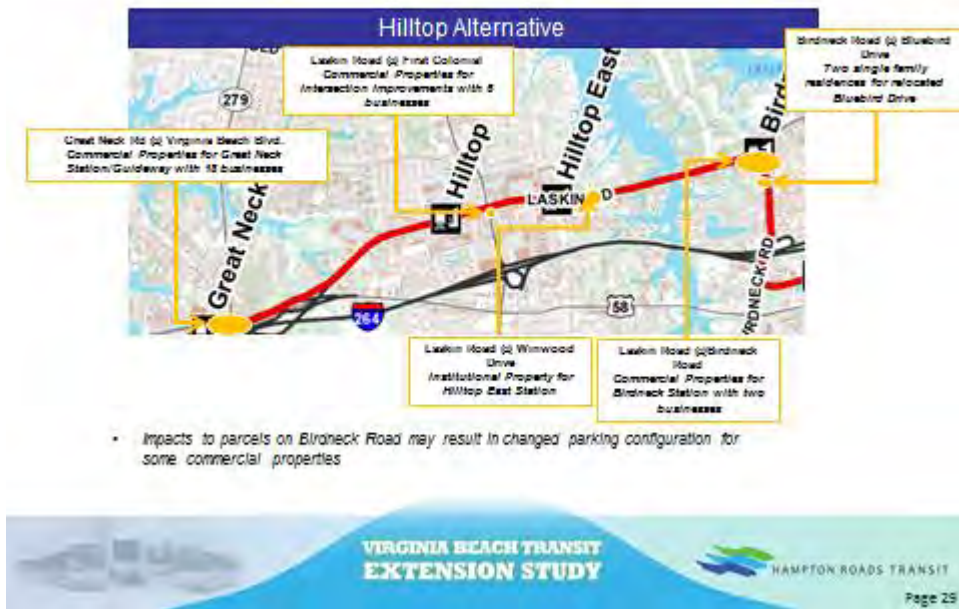 Hilltop Alternative
Laskin Road @ First Colonial
Commercial Properties for
Intersection Improvements with 6
businesses
Birdneck Road @ Bluebird
Drive
Two single family
residences for relocated
Bluebird Drive
Great Neck Rd @ Virginia Beach Blvd.
Commercial Properties for Great Neck
Station/Guideway with 18 businesses
279
Great Neck
Hilltop
Hilltop East
LASKIN
264
58
Laskin Road @ Winwood
Drive
Institutional Property for
Hilltop East Station
Laskin Road @Birdneck
Road
Commercial Properties for
Birdneck Station with two
businesses
• Impacts to parcels on Birdneck Road may result in changed parking configuration for
some commercial properties
VIRGINIA BEACH TRANSIT
EXTENSION STUDY
HAMPTON ROADS TRANSIT
Page 29